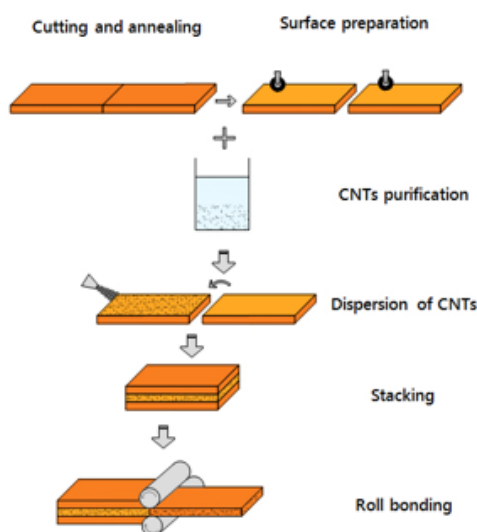 Cutting and annealing
Surface preparation
CNTs purification
Dispersion of CNTs
Stacking
Roll bonding